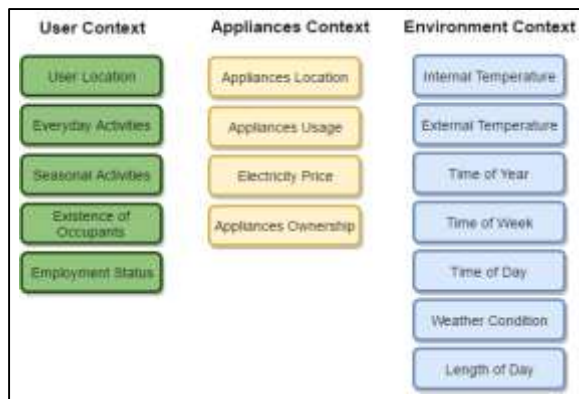 User Context
User Location
Everyday Activities
Seasonal Activities
Existence of
Occupants
Employment Status
Appliances Context
Appliances Location
Appliances Usage
Electricity Price
Appliances Ownership
Environment Context
Internal Temperature
External Temperature
Time of Year
Time of Week
Time of Day
Weather Condition
Length of Day